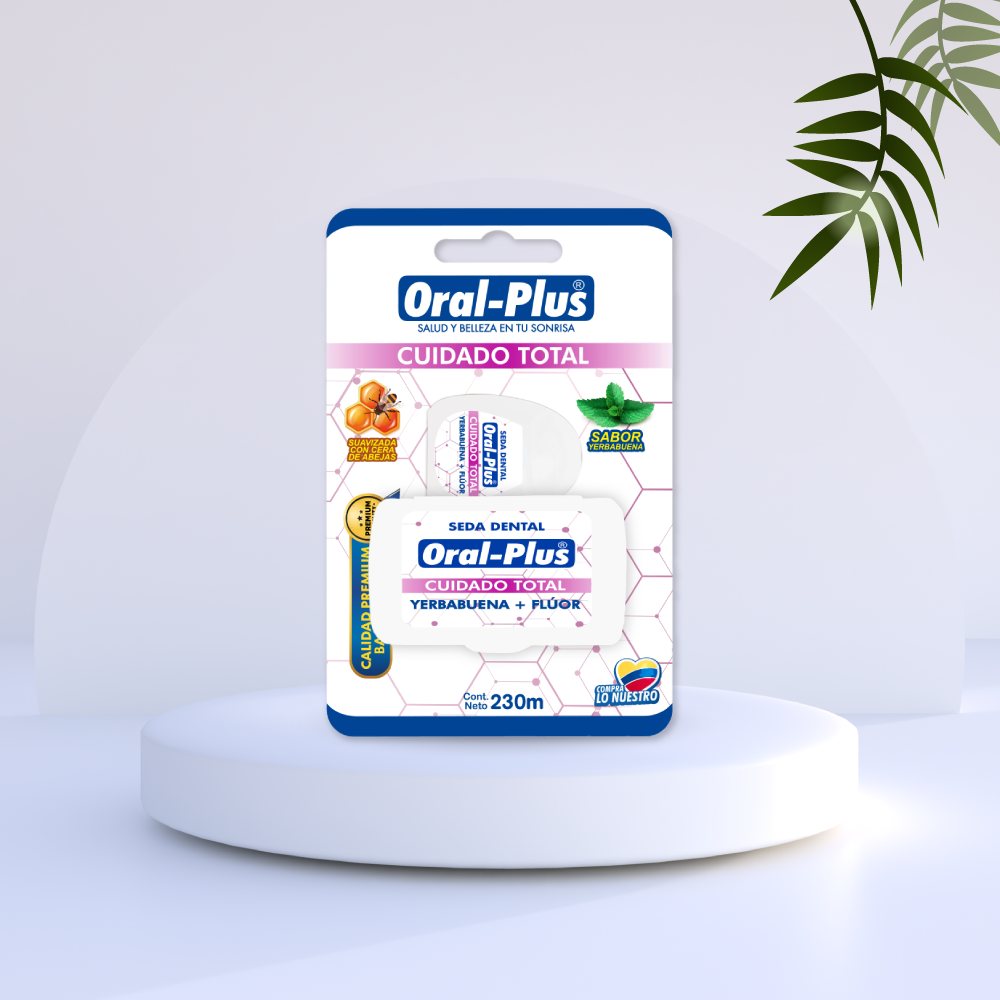 Oral-Plus®
SALUD Y BELLEZA EN TU SONRISA
CUIDADO TOTAL
SUAVIZADA
CON CERA
DE ABEJAS
SABOR
YERBABUENA
SEDA DENTAL
Oral-Plus
CUIDADO TOTAL
YERBABUENA + FLÚOR
PREMIUM
CALIDAD PREMIUM
SEDA DENTAL
Oral-Plus®
CUIDADO TOTAL
YERBABUENA + FLÚOR
Cont.
Neto 230m
COMPRA
LO NUESTRO